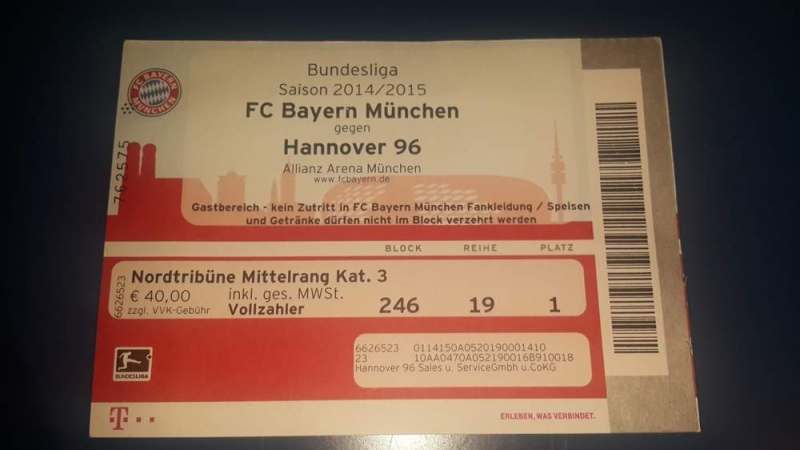 FC BAYERN
MÜNCHEN
762575
Bundesliga
Saison 2014/2015
FC Bayern München
gegen
Hannover 96
Allianz Arena München
www.fcbayern.de
Gastbereich - kein Zutritt in FC Bayern München Fankleidung / Speisen
und Getränke dürfen nicht im Block verzehrt werden
BLOCK REIHE PLATZ
6626523
Nordtribüne Mittelrang Kat. 3
€ 40,00 inkl. ges. MWSt.
zzgl. VVK-Gebühr Vollzahler 246 19 1
6626523 0114150A0520190001410
23 10AA0470A052190016B910018
Hannover 96 Sales u. ServiceGmbh u.CoKG
BUNDESLIGA
T
ERLEBEN, WAS VERBINDET.